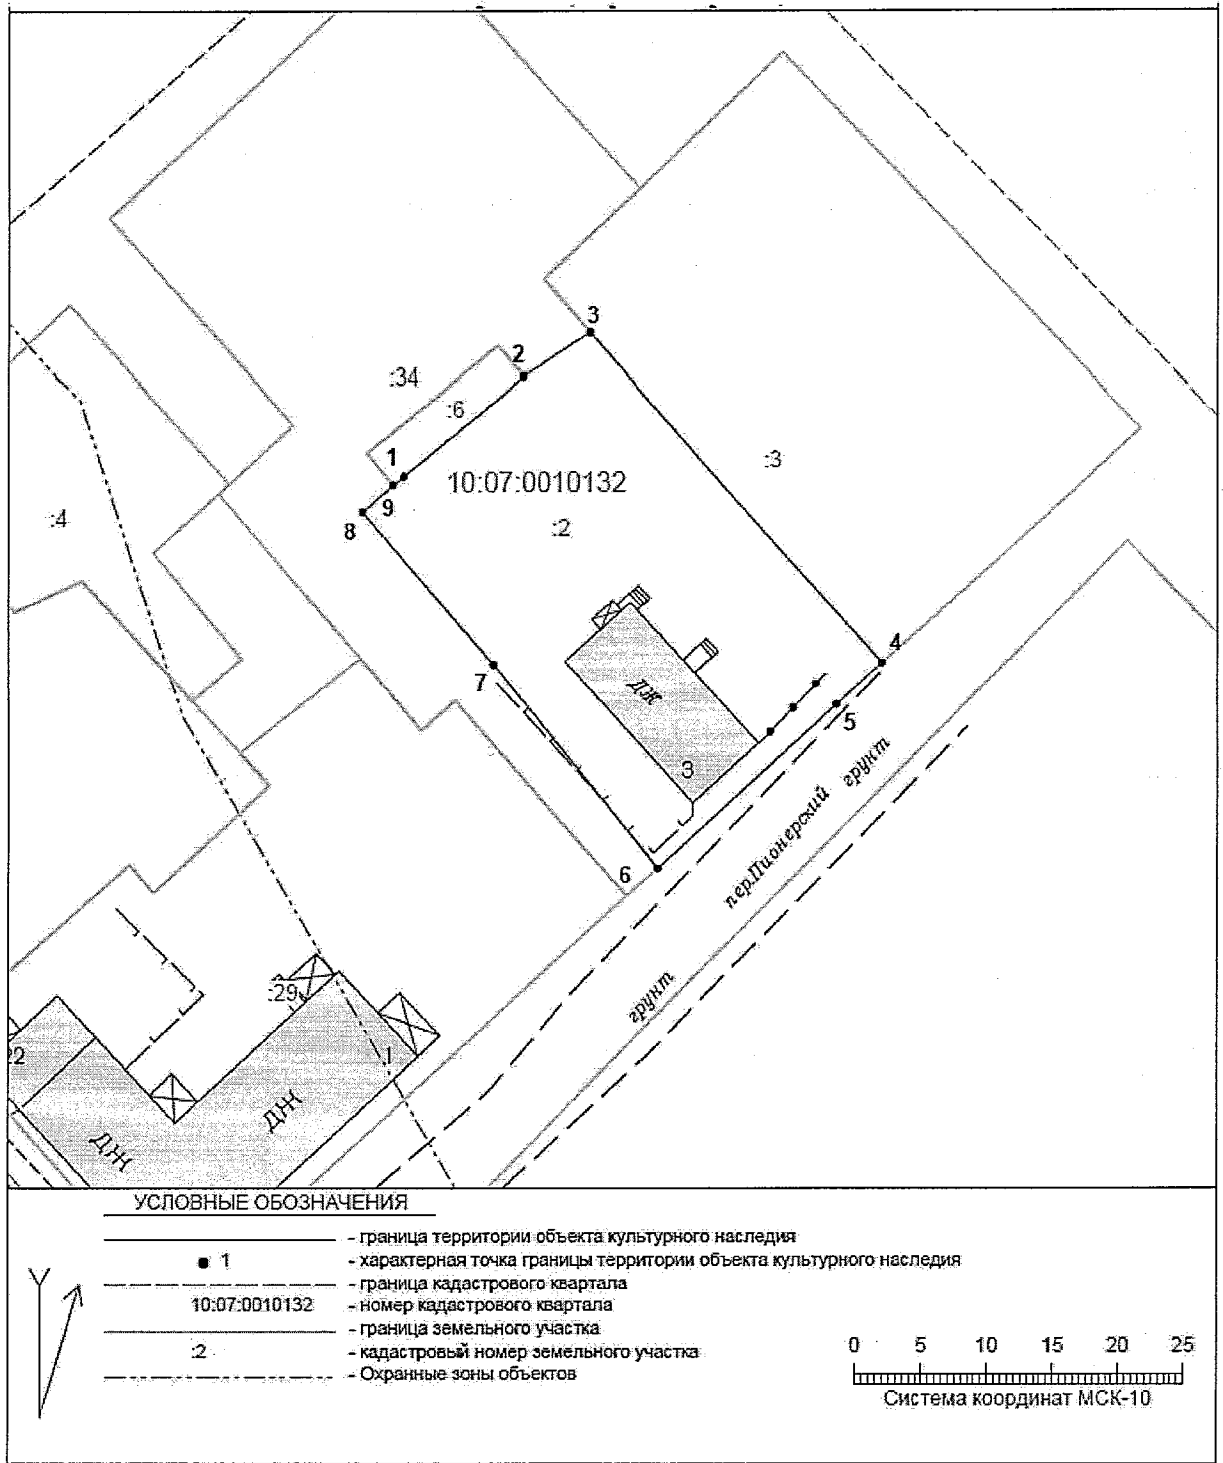 3
2
:34
:6
1
:3
10:07:0010132
9
8
:4
:2
4
7
ДЖ
5
3
грунт
пер.Пионерский
6
грунт
:29
22
1
ДЖ
ДЖ
УСЛОВНЫЕ ОБОЗНАЧЕНИЯ
- граница территории объекта культурного наследия
1 - характерная точка границы территории объекта культурного наследия
- граница кадастрового квартала
10:07:0010132 - номер кадастрового квартала
- граница земельного участка
:2 - кадастровый номер земельного участка
- Охранные зоны объектов
0 5 10 15 20 25
Система координат МСК-10